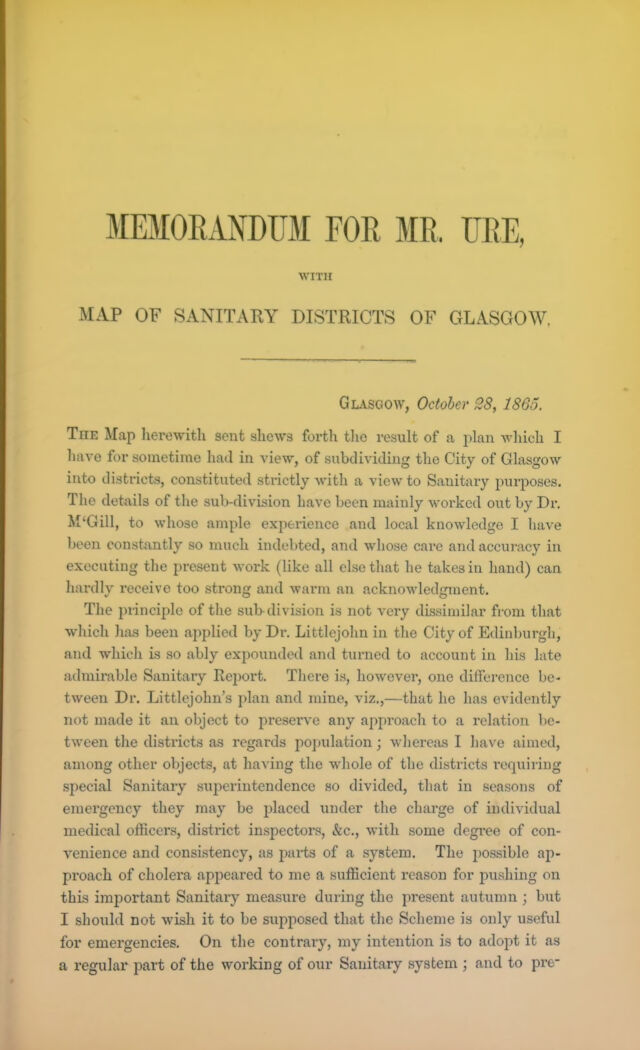 MEMORANDUM FOR MR. URE,
WITH
MAP OF SANITARY DISTRICTS OF GLASGOW.
GLASGOW, October 28, 1865.
THE Map herewith sent shews forth the result of a plan which I
have for sometime had in view, of subdividing the City of Glasgow
into districts, constituted strictly with a view to Sanitary purposes.
The details of the sub-division have been mainly worked out by Dr.
M‘Gill, to whose ample experience and local knowledge I have
been constantly so much indebted, and whose care and accuracy in
executing the present work (like all else that he takes in hand) can
hardly receive too strong and warm an acknowledgment.
The principle of the sub-division is not very dissimilar from that
which has been applied by Dr. Littlejohn in the City of Edinburgh,
and which is so ably expounded and turned to account in his late
admirable Sanitary Report. There is, however, one difference be-
tween Dr. Littlejohn's plan and mine, viz.,—that he has evidently
not made it an object to preserve any approach to a relation be-
tween the districts as regards population; whereas I have aimed,
among other objects, at having the whole of the districts requiring
special Sanitary superintendence so divided, that in seasons of
emergency they may be placed under the charge of individual
medical officers, district inspectors, &c., with some degree of con-
venience and consistency, as parts of a system. The possible ap-
proach of cholera appeared to me a sufficient reason for pushing on
this important Sanitary measure during the present autumn; but
I should not wish it to be supposed that the Scheme is only useful
for emergencies. On the contrary, my intention is to adopt it as
a regular part of the working of our Sanitary system; and to pre-